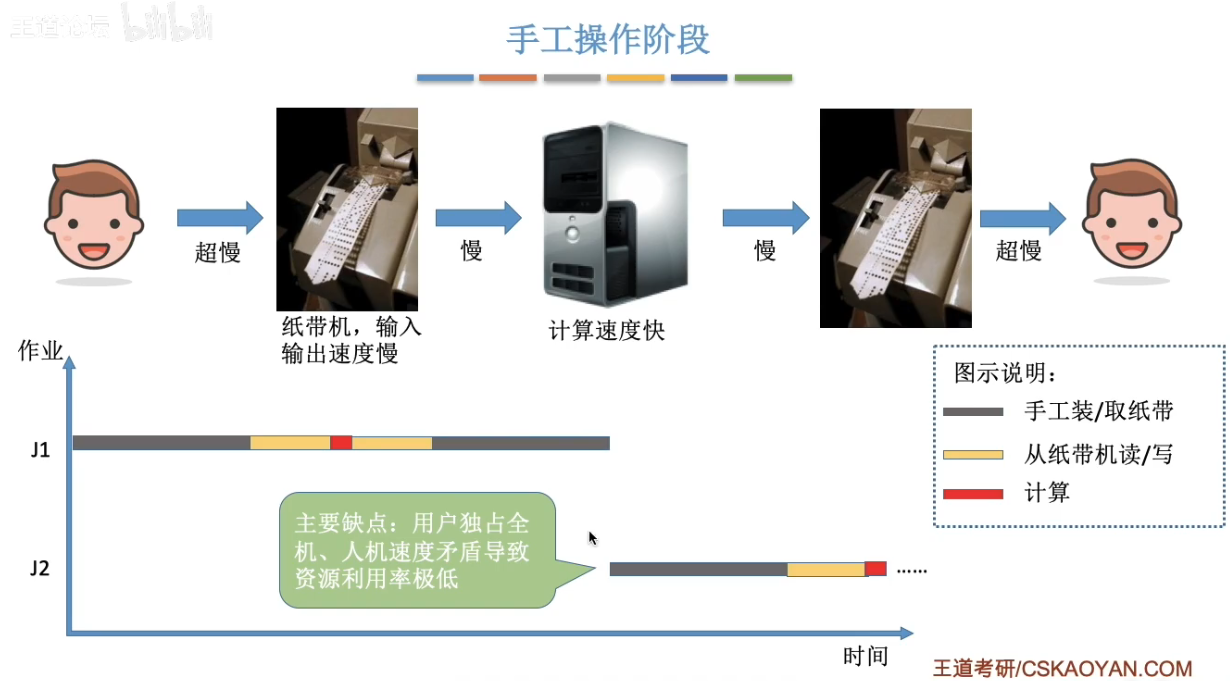 王道论坛 bilibili
手工操作阶段
超慢
慢
慢
超慢
纸带机，输入
输出速度慢
计算速度快
作业
图示说明：
手工装/取纸带
从纸带机读/写
计算
J1
主要缺点：用户独占全
机、人机速度矛盾导致
资源利用率极低
J2
……
时间
王道考研/CSKAOYAN.COM